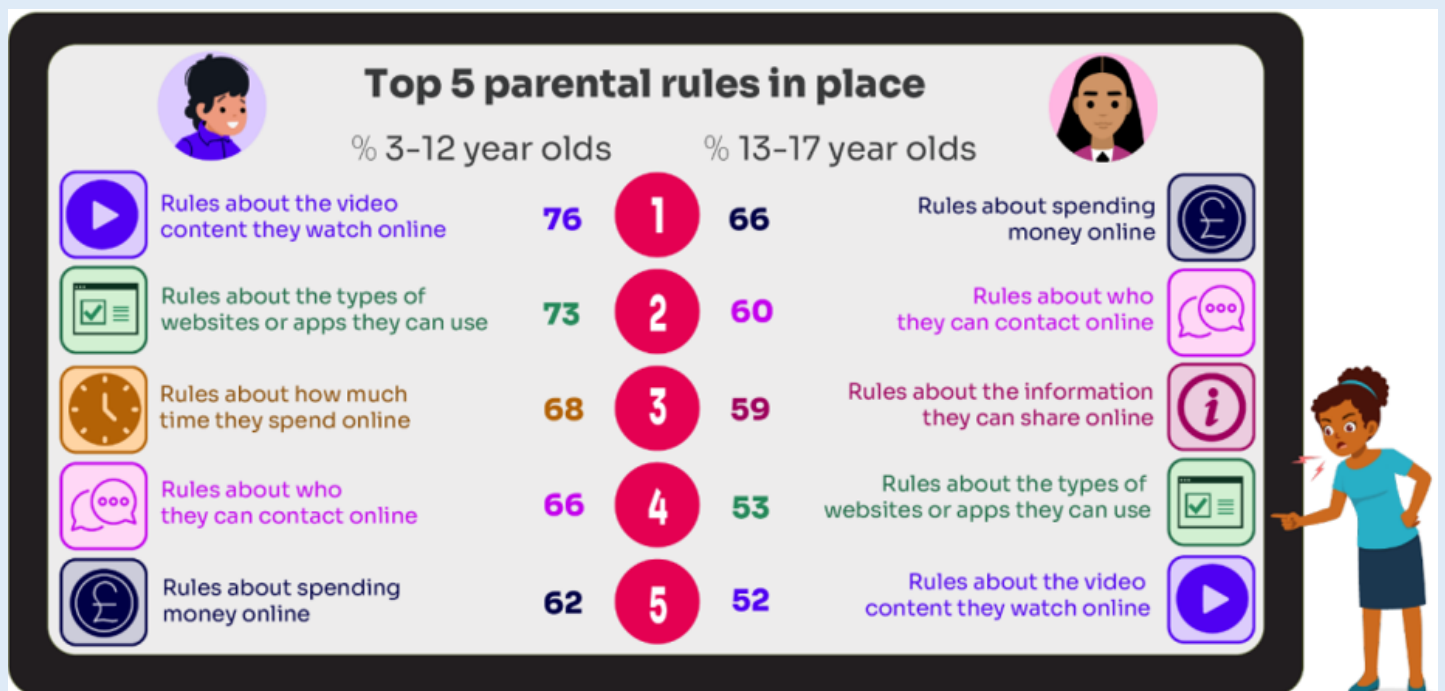 Top 5 parental rules in place
% 3-12 year olds
% 13-17 year olds
Rules about the video
content they watch online
76
1
66
Rules about spending
money online
£
Rules about the types of
websites or apps they can use
73
2
60
Rules about who
they can contact online
Rules about how much
time they spend online
68
3
59
Rules about the information
they can share online
i
Rules about who
they can contact online
66
4
53
Rules about the types of
websites or apps they can use
£
Rules about spending
money online
62
5
52
Rules about the video
content they watch online